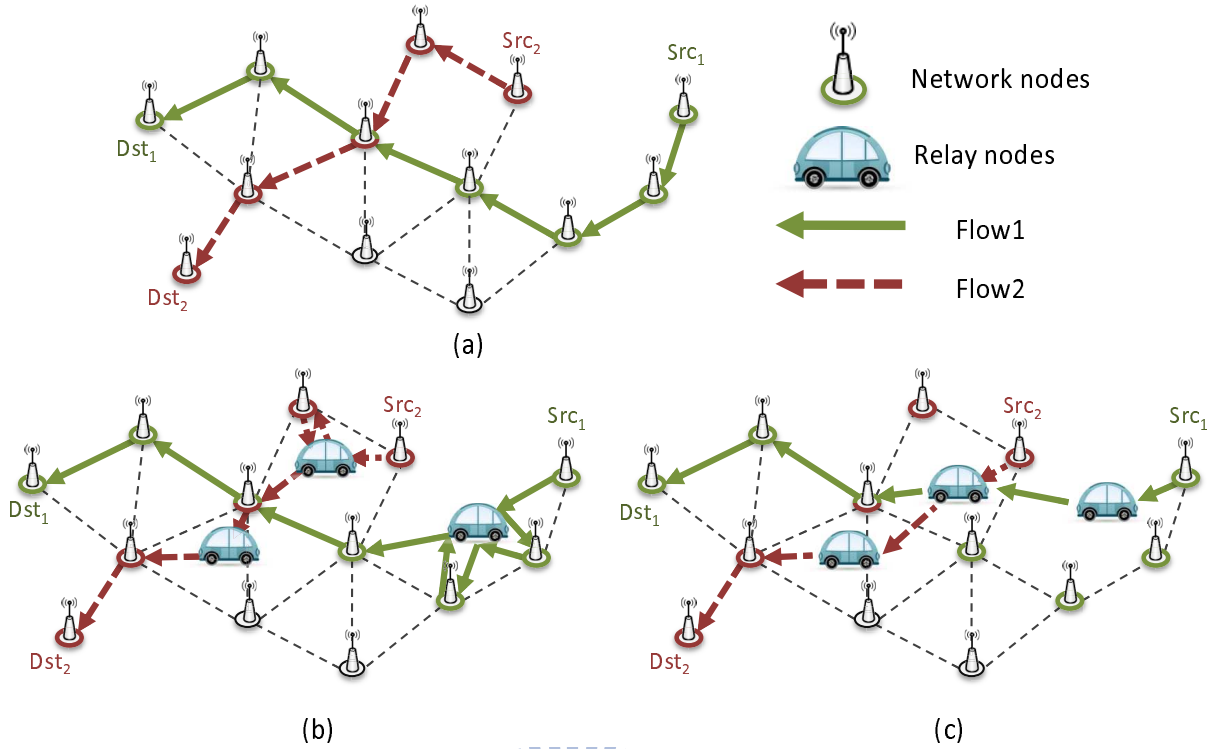 Src₂
Src₁
Network nodes
Dst₁
Relay nodes
Flow1
Dst₂
Flow2
(a)
Src₂
Src₁
Src₂
Src₁
Dst₁
Dst₁
Dst₂
Dst₂
(b)
(c)